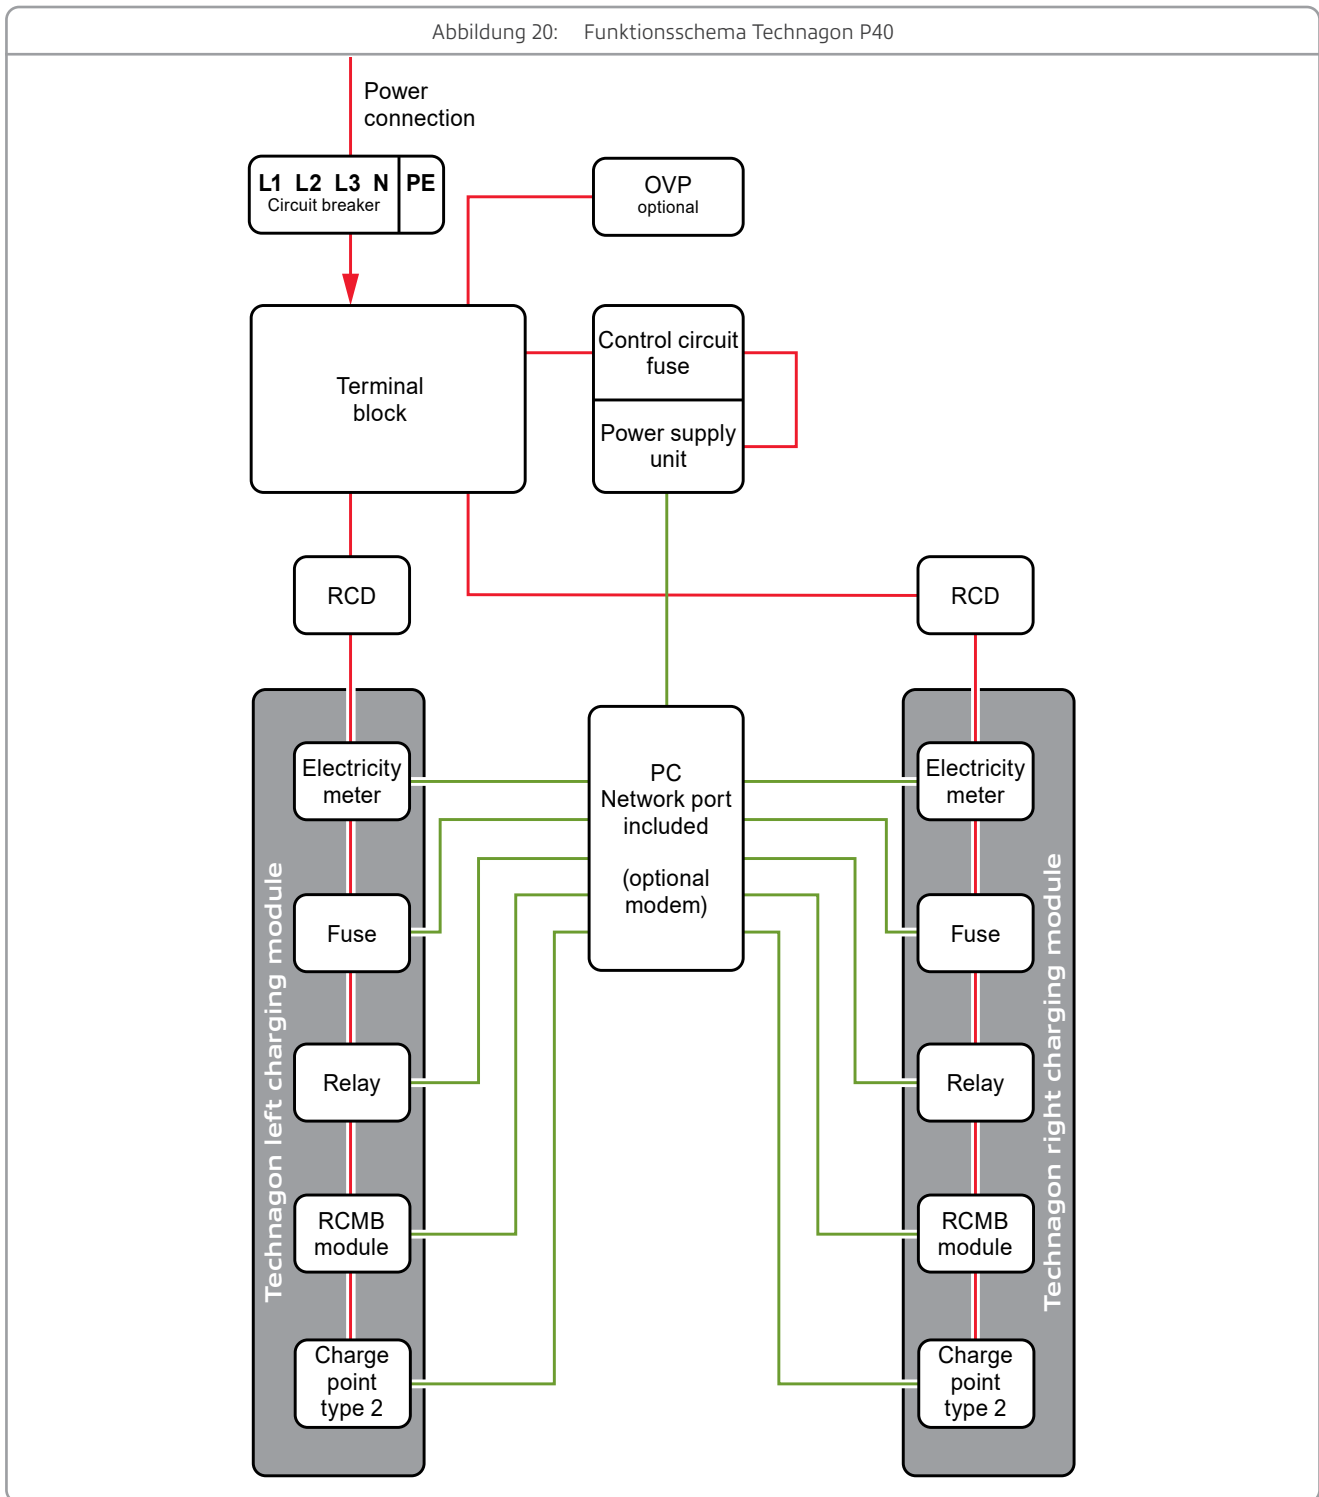 Abbildung 20: Funktionsschema Technagon P40
Power
connection
L1 L2 L3 N PE
Circuit breaker
OVP
optional
Terminal
block
Control circuit
fuse
Power supply
unit
RCD
RCD
Technagon left charging module
Electricity
meter
Fuse
Relay
RCMB
module
Charge
point
type 2
PC
Network port
included
(optional
modem)
Electricity
meter
Fuse
Relay
RCMB
module
Charge
point
type 2
Technagon right charging module